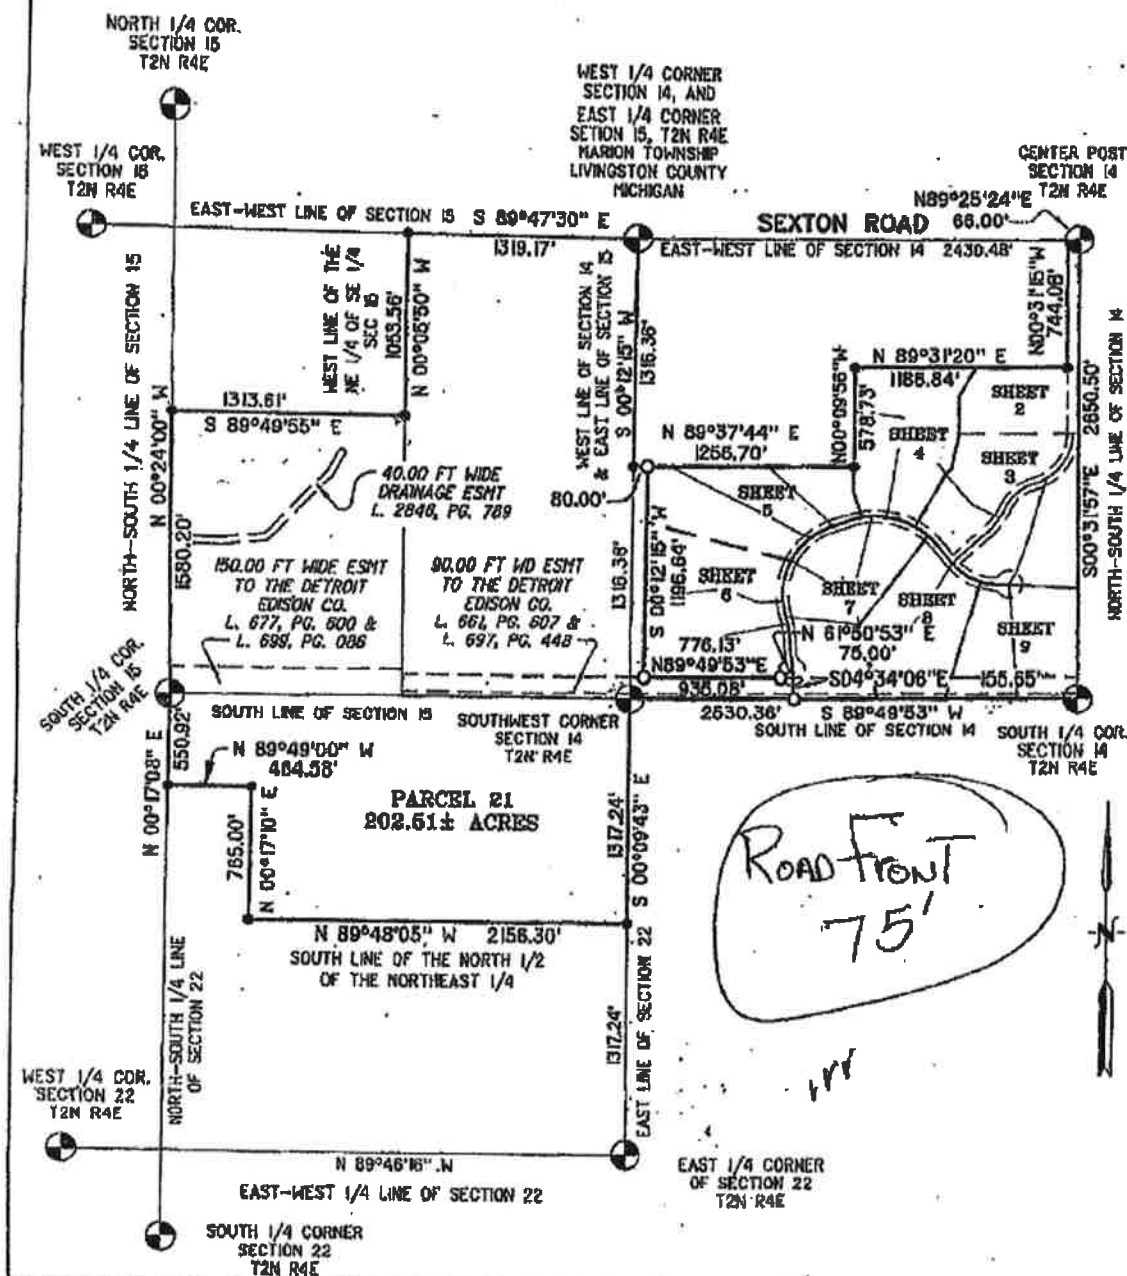 NORTH 1/4 COR.
SECTION 15
T2N R4E
WEST 1/4 CORNER
SECTION 14, AND
EAST 1/4 CORNER
SETION 15, T2N R4E
MARION TOWNSHIP
LIVINGSTON COUNTY
MICHIGAN
WEST 1/4 COR.
SECTION 15
T2N R4E
CENTER POST
SECTION 14
T2N R4E
N89°25'24"E
66.00'
EAST-WEST LINE OF SECTION 15 S 89°47'30" E
1319.17'
SEXTON ROAD
EAST-WEST LINE OF SECTION 14 2430.48'
NORTH-SOUTH 1/4 LINE OF SECTION 15
N 00°24'00" W
1580.20'
WEST LINE OF THE
NE 1/4 OF SE 1/4
SEC 15
1053.56'
N 00°05'50" W
WEST LINE OF SECTION 14
& EAST LINE OF SECTION 15
S 00°12'15" W
1316.36'
1316.36'
N00°31'15"W
744.06'
2650.50'
S00°31'57"E
NORTH-SOUTH 1/4 LINE OF SECTION 14
N 89°31'20" E
1166.84'
N00°09'56"W
578.73'
SHEET
2
SHEET
3
SHEET
4
1313.61'
S 89°49'55" E
N 89°37'44" E
1256.70'
80.00'
SHEET
5
40.00 FT WIDE
DRAINAGE ESMT
L. 2846, PG. 789
S 00°12'15" W
1196.64'
150.00 FT WIDE ESMT
TO THE DETROIT
EDISON CO.
L. 677, PG. 600 &
L. 699, PG. 086
90.00 FT WD ESMT
TO THE DETROIT
EDISON CO.
L. 661, PG. 607 &
L. 697, PG. 448
SHEET
6
SHEET
7
SHEET
8
SHEET
9
776.13'
N 61°50'53" E
75.00'
N89°49'53"E
936.08'
S04°34'06"E
155.65'
2530.36' S 89°49'53" W
SOUTH LINE OF SECTION 14
SOUTH 1/4 COR.
SECTION 15
T2N R4E
SOUTH LINE OF SECTION 15
SOUTHWEST CORNER
SECTION 14
T2N R4E
SOUTH 1/4 COR.
SECTION 14
T2N R4E
N 00°17'08" E
550.92'
N 89°49'00" W
464.58'
765.00'
N 00°17'10" E
PARCEL 21
202.51± ACRES
1317.24'
S 00°09'43" E
N 89°48'05" W 2156.30'
SOUTH LINE OF THE NORTH 1/2
OF THE NORTHEAST 1/4
ROAD FRONT
75'
N
irr
NORTH-SOUTH 1/4 LINE
OF SECTION 22
1317.24'
EAST LINE OF SECTION 22
WEST 1/4 COR.
SECTION 22
T2N R4E
N 89°46'16" W
EAST-WEST 1/4 LINE OF SECTION 22
EAST 1/4 CORNER
OF SECTION 22
T2N R4E
SOUTH 1/4 CORNER
SECTION 22
T2N R4E